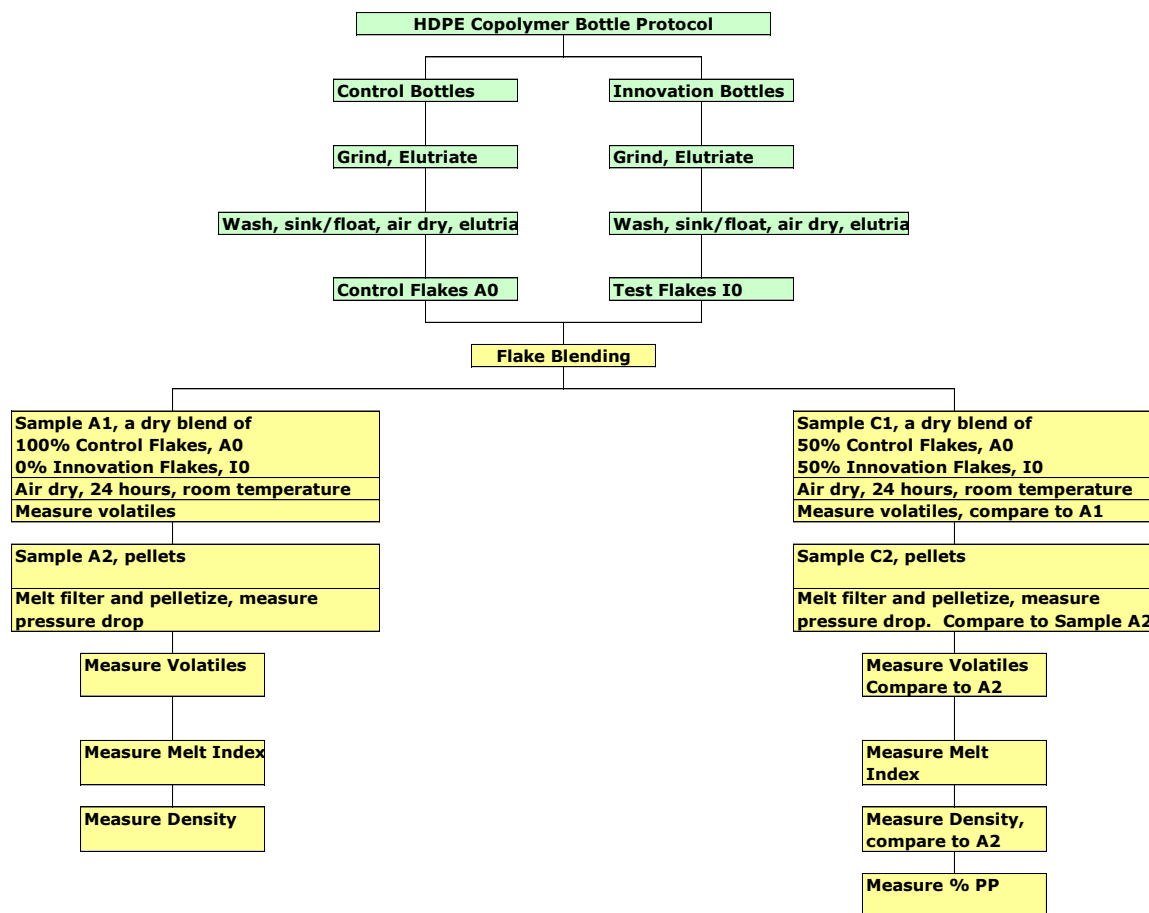 HDPE Copolymer Bottle Protocol
Control Bottles
Innovation Bottles
Grind, Elutriate
Grind, Elutriate
Wash, sink/float, air dry, elutria
Wash, sink/float, air dry, elutria
Control Flakes A0
Test Flakes I0
Flake Blending
Sample A1, a dry blend of
100% Control Flakes, A0
0% Innovation Flakes, I0
Air dry, 24 hours, room temperature
Measure volatiles
Sample C1, a dry blend of
50% Control Flakes, A0
50% Innovation Flakes, I0
Air dry, 24 hours, room temperature
Measure volatiles, compare to A1
Sample A2, pellets
Melt filter and pelletize, measure
pressure drop
Sample C2, pellets
Melt filter and pelletize, measure
pressure drop.  Compare to Sample A2
Measure Volatiles
Measure Volatiles
Compare to A2
Measure Melt Index
Measure Melt
Index
Measure Density
Measure Density,
compare to A2
Measure % PP